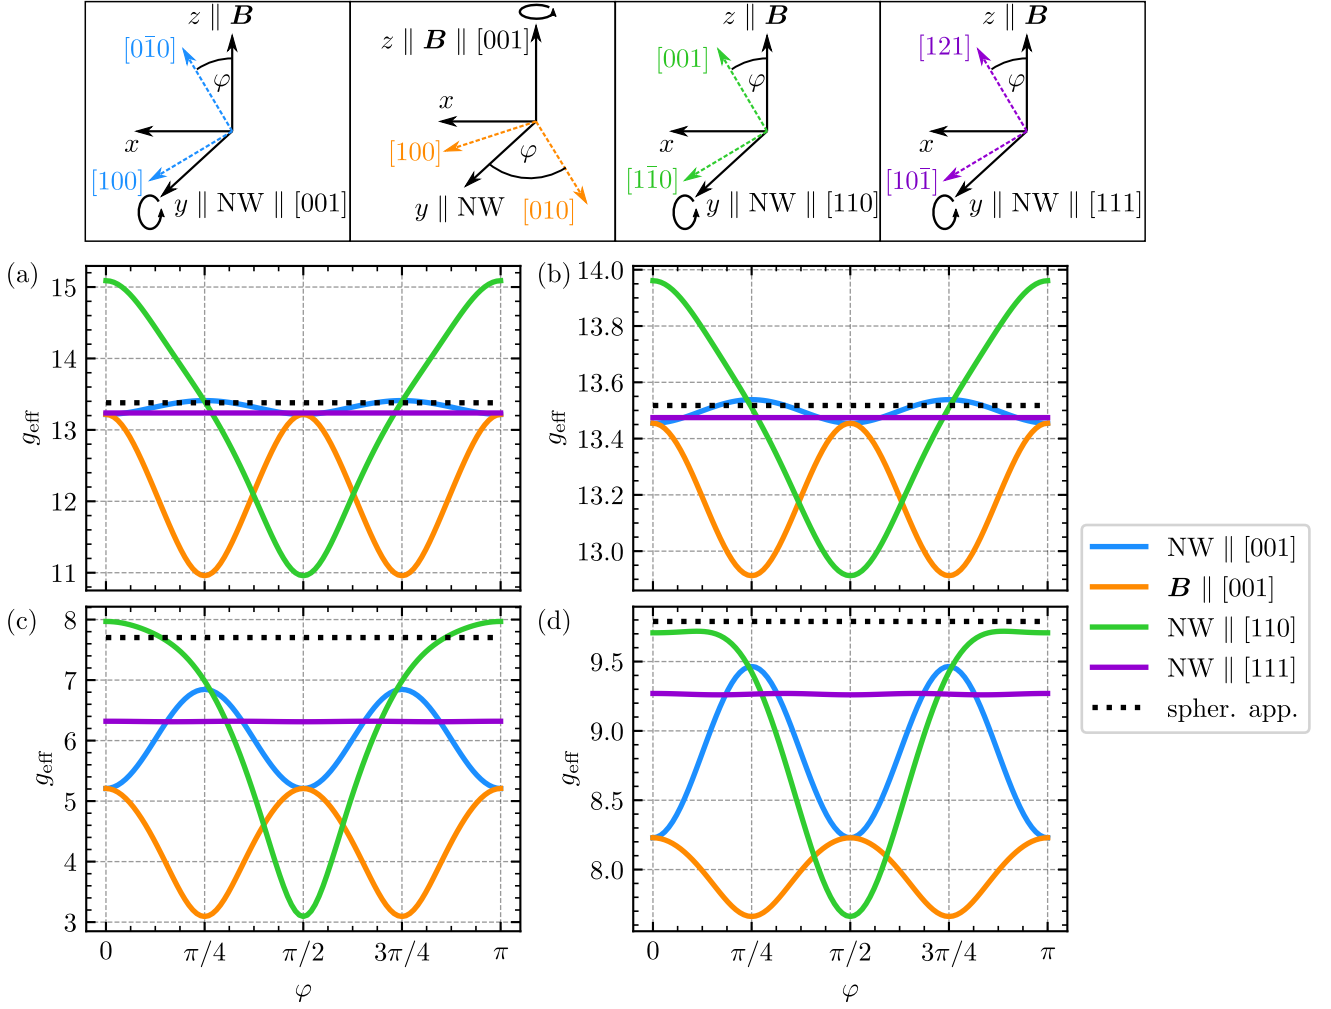 z ∥ B
[01̄0]
φ
x
[100]
y ∥ NW ∥ [001]
z ∥ B ∥ [001]
x
[100]
φ
y ∥ NW
[010]
z ∥ B
[001]
φ
x
[11̄0]
y ∥ NW ∥ [110]
z ∥ B
[121]
φ
x
[101̄]
y ∥ NW ∥ [111]
(a)
15
14
13
12
11
g_eff
(b)
14.0
13.8
13.6
13.4
13.2
13.0
g_eff
(c)
8
7
6
5
4
3
g_eff
0 π/4 π/2 3π/4 π
φ
(d)
9.5
9.0
8.5
8.0
g_eff
0 π/4 π/2 3π/4 π
φ
NW ∥ [001]
B ∥ [001]
NW ∥ [110]
NW ∥ [111]
spher. app.